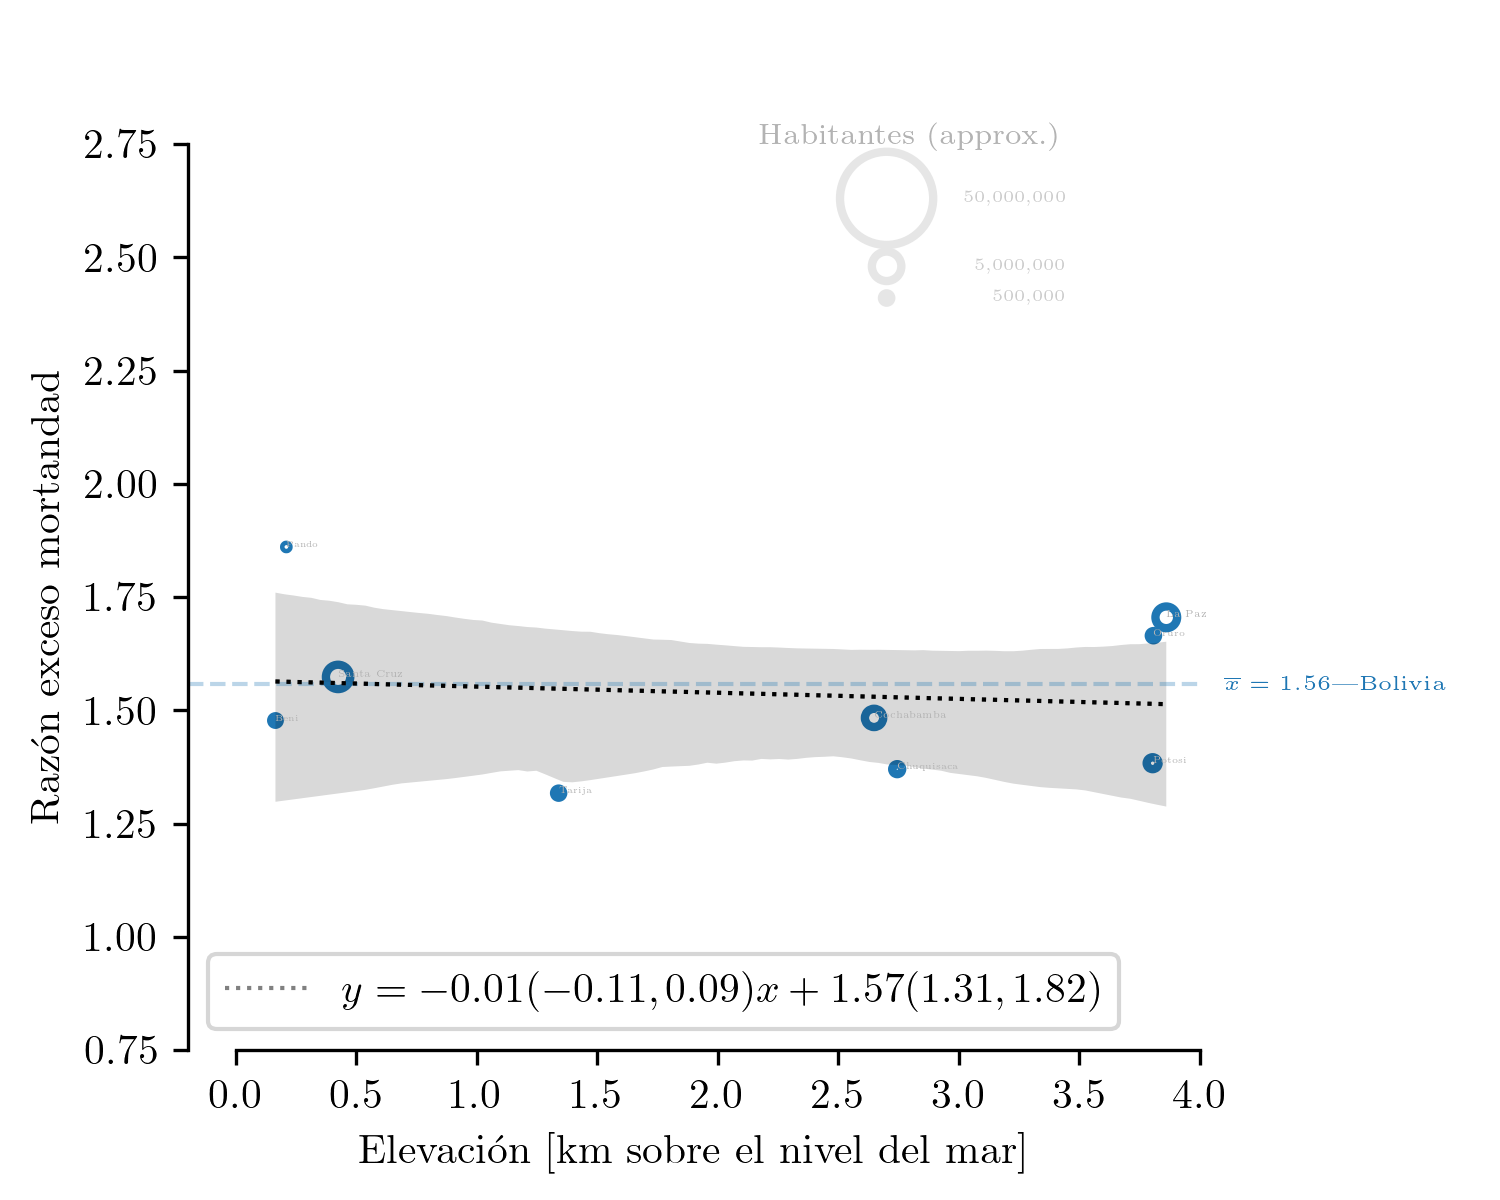 Habitantes (approx.)
50,000,000
5,000,000
500,000
2.75
2.50
2.25
2.00
1.75
1.50
1.25
1.00
0.75
Razón exceso mortandad
Pando
La Paz
Oruro
Santa Cruz
x̅ = 1.56—Bolivia
Beni
Cochabamba
Chuquisaca
Potosi
Tarija
y = −0.01(−0.11, 0.09)x + 1.57(1.31, 1.82)
0.0 0.5 1.0 1.5 2.0 2.5 3.0 3.5 4.0
Elevación [km sobre el nivel del mar]